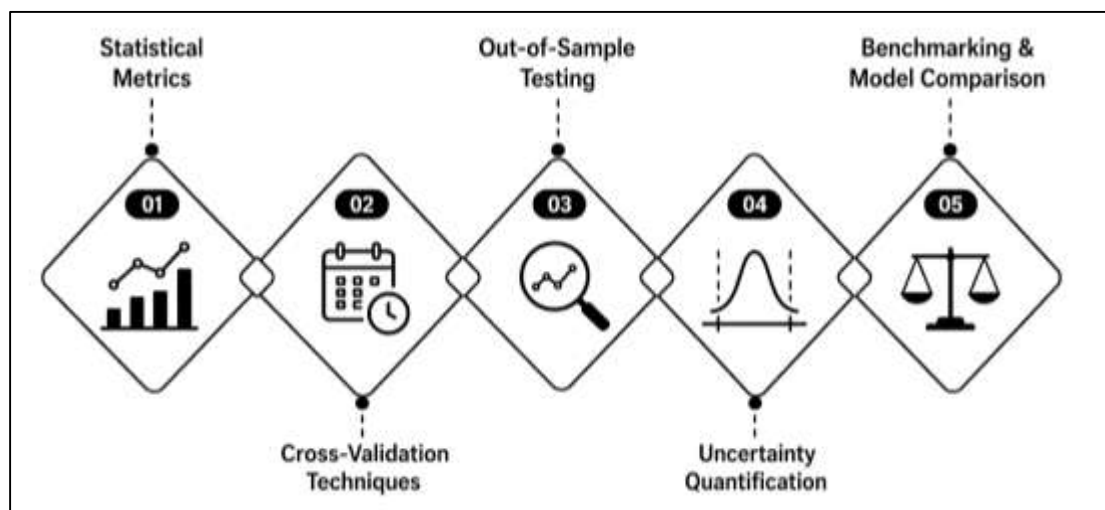 Statistical
Metrics
Out-of-Sample
Testing
Benchmarking &
Model Comparison
01
02
03
04
05
Cross-Validation
Techniques
Uncertainty
Quantification